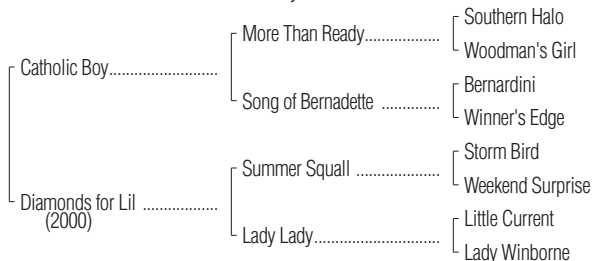 Southern Halo
More Than Ready..................
Woodman's Girl
Catholic Boy..........................
Bernardini
Song of Bernadette ..............
Winner's Edge
Storm Bird
Summer Squall ....................
Weekend Surprise
Diamonds for Lil ..................
(2000)
Little Current
Lady Lady..............................
Lady Winborne